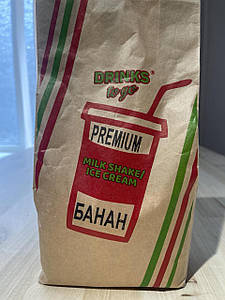 DRINKS
to go
PREMIUM
MILK SHAKE/
ICE CREAM
БАНАН